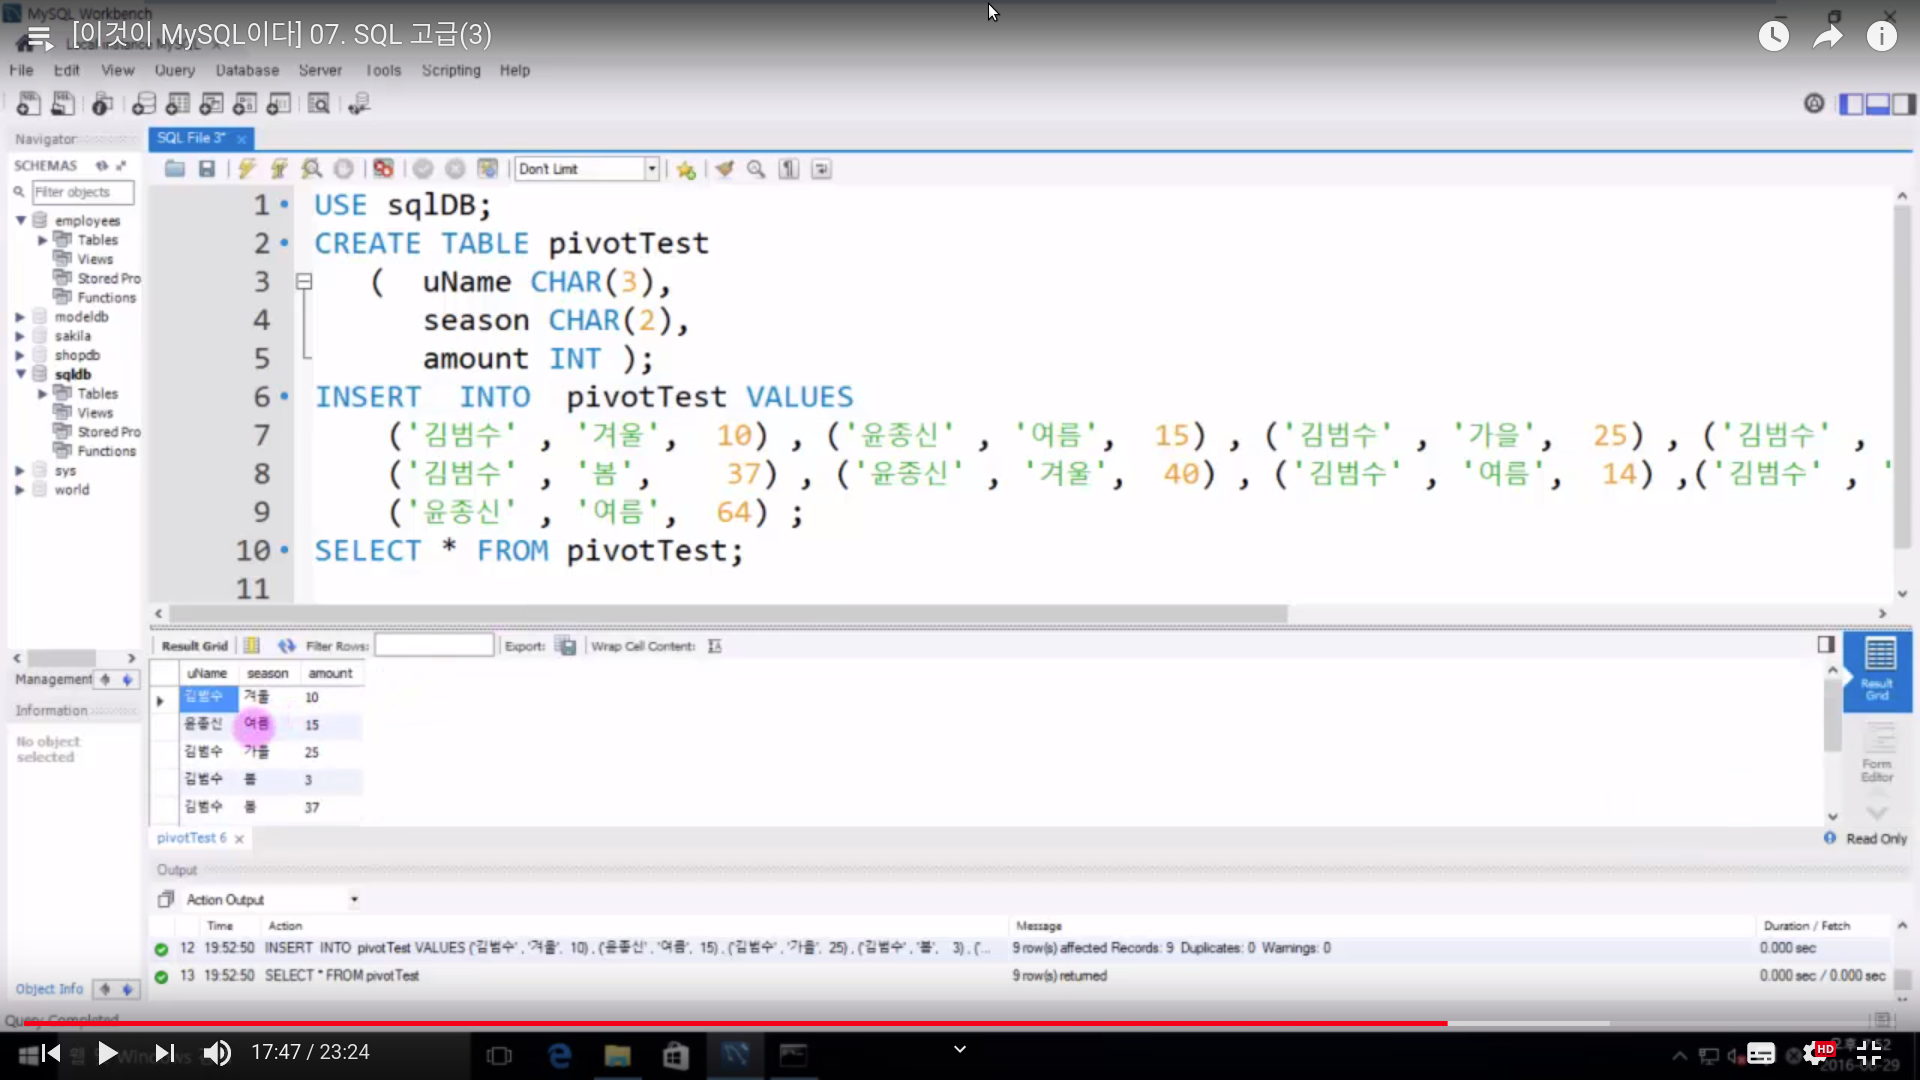 MySQL Workbench
[이것이 MySQL이다] 07. SQL 고급(3)
File Edit View Query Database Server Tools Scripting Help
Navigator
SQL File 3*
SCHEMAS
Don't Limit
Filter objects
employees
Tables
Views
Stored Pro
Functions
modeldb
sakila
shopdb
sqldb
Tables
Views
Stored Pro
Functions
sys
world
Management
Information
No object
selected
Object Info
1 USE sqlDB;
2 CREATE TABLE pivotTest
3 ( uName CHAR(3),
4 season CHAR(2),
5 amount INT );
6 INSERT INTO pivotTest VALUES
7 ('김범수' , '겨울', 10) , ('윤종신' , '여름', 15) , ('김범수' , '가을', 25) , ('김범수' ,
8 ('김범수' , '봄', 37) , ('윤종신' , '겨울', 40) , ('김범수' , '여름', 14) ,('김범수' , '
9 ('윤종신' , '여름', 64) ;
10 SELECT * FROM pivotTest;
11
Result Grid Filter Rows: Export: Wrap Cell Content:
uName season amount
김범수 겨울 10
윤종신 여름 15
김범수 가을 25
김범수 봄 3
김범수 봄 37
Result
Grid
Form
Editor
pivotTest 6
Read Only
Output
Action Output
Time Action Message Duration / Fetch
12 19:52:50 INSERT INTO pivotTest VALUES ('김범수' , '겨울', 10) , ('윤종신' , '여름', 15) , ('김범수' , '가을', 25) , ('김범수' , '봄', 3) , ('... 9 row(s) affected Records: 9 Duplicates: 0 Warnings: 0 0.000 sec
13 19:52:50 SELECT * FROM pivotTest 9 row(s) returned 0.000 sec / 0.000 sec
Query Completed
17:47 / 23:24
HD